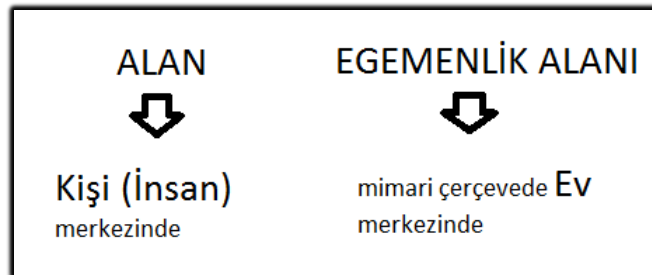 ALAN
Kişi (İnsan)
merkezinde
EGEMENLİK ALANI
mimari çerçevede Ev
merkezinde